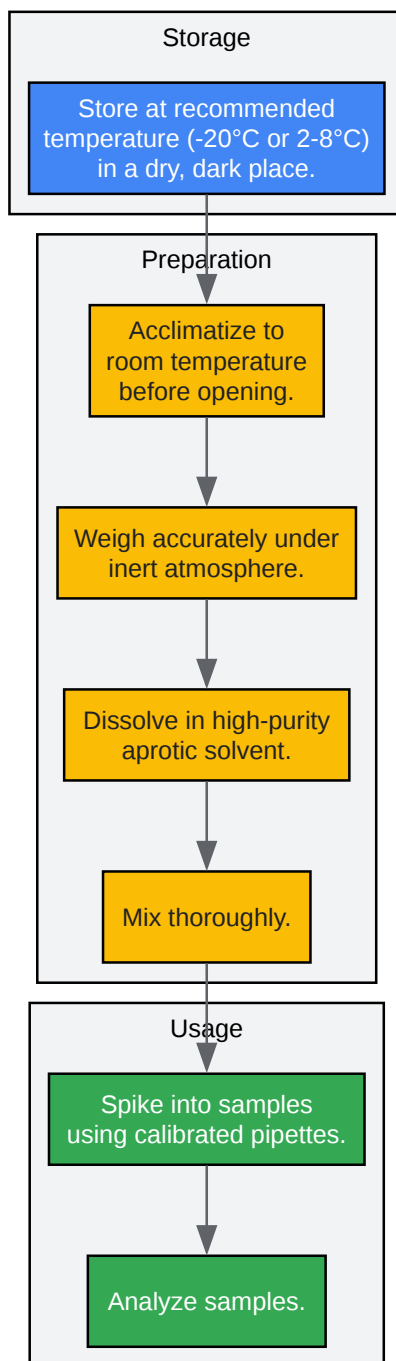 Storage
Store at recommended
temperature (-20°C or 2-8°C)
in a dry, dark place.
Preparation
Acclimatize to
room temperature
before opening.
Weigh accurately under
inert atmosphere.
Dissolve in high-purity
aprotic solvent.
Mix thoroughly.
Usage
Spike into samples
using calibrated pipettes.
Analyze samples.